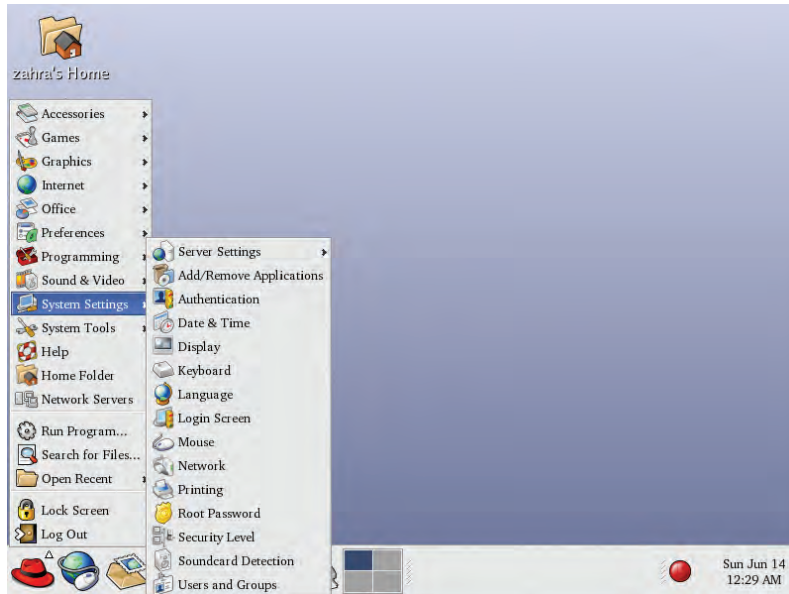 zahra's Home
Accessories
Games
Graphics
Internet
Office
Preferences
Programming
Sound & Video
System Settings
System Tools
Help
Home Folder
Network Servers
Run Program...
Search for Files...
Open Recent
Lock Screen
Log Out
Server Settings
Add/Remove Applications
Authentication
Date & Time
Display
Keyboard
Language
Login Screen
Mouse
Network
Printing
Root Password
Security Level
Soundcard Detection
Users and Groups
Sun Jun 14
12:29 AM